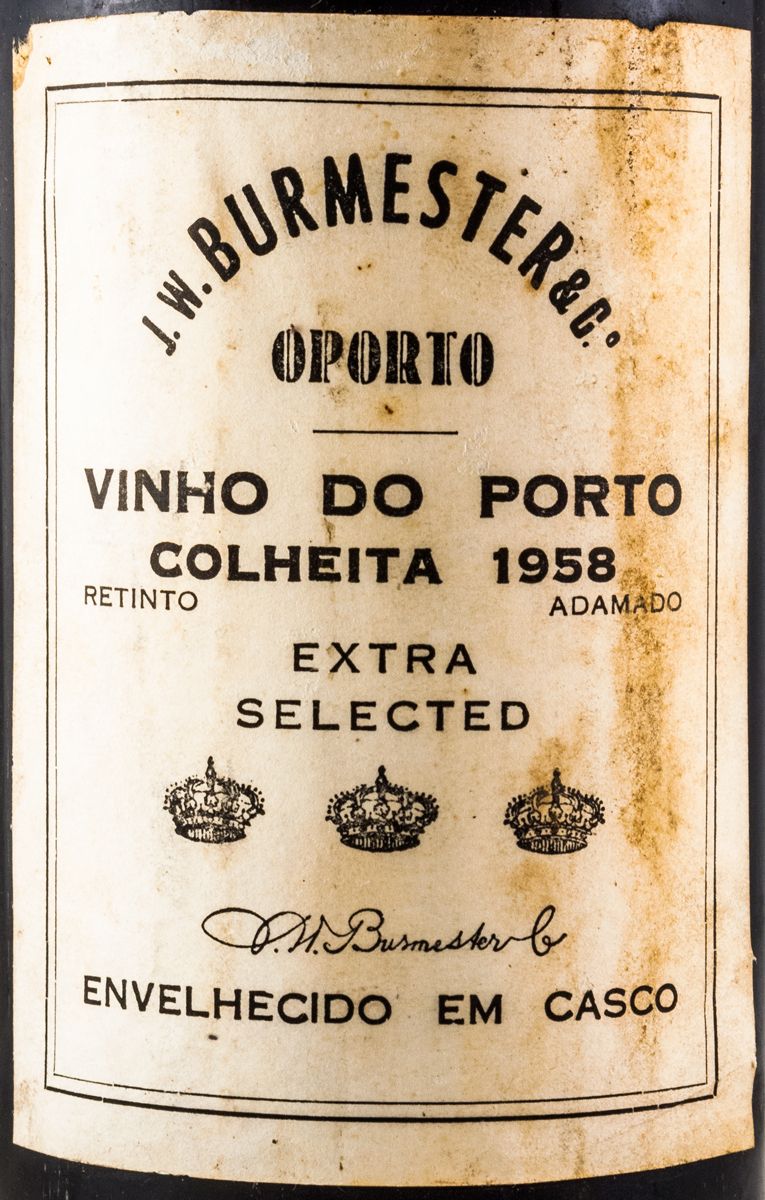 J. W. BURMESTER & C.º
OPORTO
VINHO DO PORTO
COLHEITA 1958
RETINTO ADAMADO
EXTRA
SELECTED
J. W. Burmester C
ENVELHECIDO EM CASCO